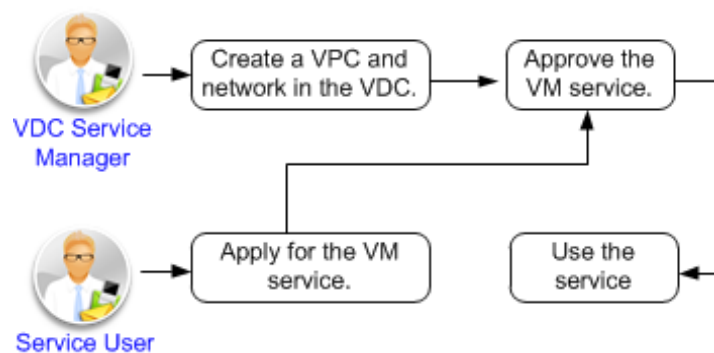 Create a VPC and
network in the VDC.
Approve the
VM service.
VDC Service
Manager
Apply for the VM
service.
Use the
service
Service User